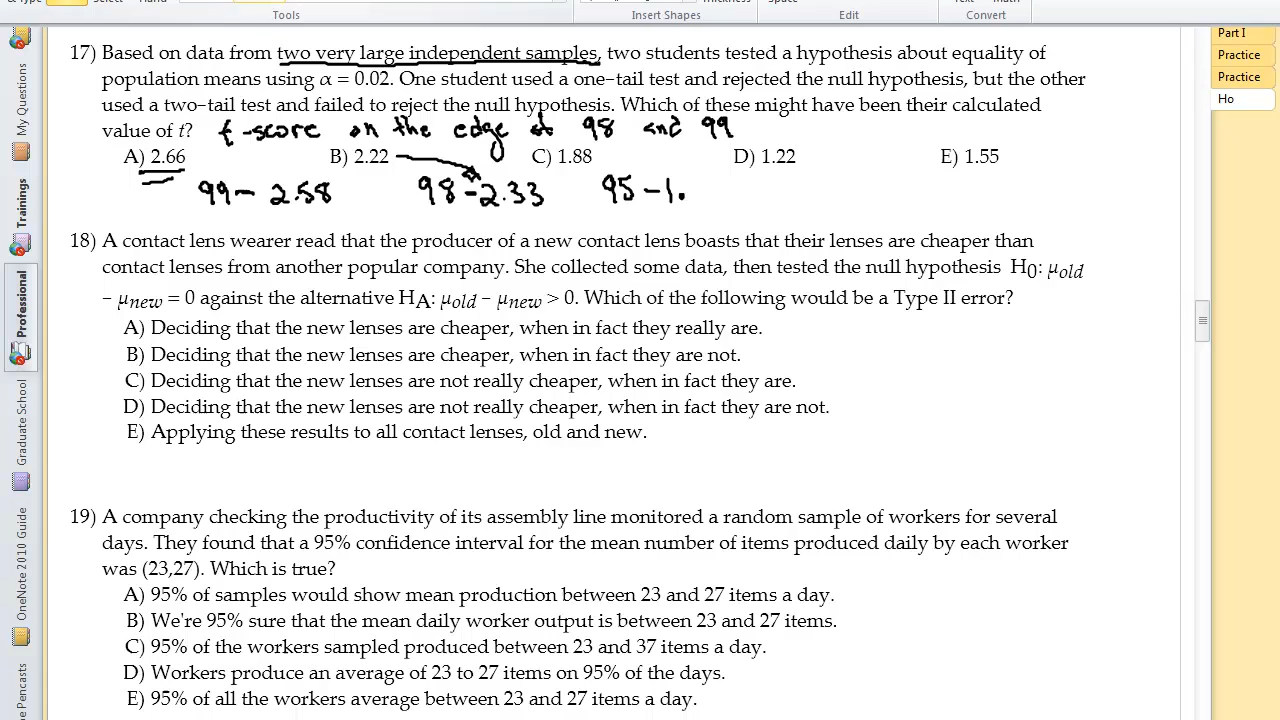 Select
Tools
Insert Shapes
Edit
Convert
17) Based on data from two very large independent samples, two students tested a hypothesis about equality of
population means using α = 0.02. One student used a one-tail test and rejected the null hypothesis, but the other
used a two-tail test and failed to reject the null hypothesis. Which of these might have been their calculated
value of t? t-score on the edge at 98 and 99
A) 2.66 B) 2.22 C) 1.88 D) 1.22 E) 1.55
99- 2.58 98-2.33 95-1.
18) A contact lens wearer read that the producer of a new contact lens boasts that their lenses are cheaper than
contact lenses from another popular company. She collected some data, then tested the null hypothesis H0: μold
- μnew = 0 against the alternative HA: μold - μnew > 0. Which of the following would be a Type II error?
A) Deciding that the new lenses are cheaper, when in fact they really are.
B) Deciding that the new lenses are cheaper, when in fact they are not.
C) Deciding that the new lenses are not really cheaper, when in fact they are.
D) Deciding that the new lenses are not really cheaper, when in fact they are not.
E) Applying these results to all contact lenses, old and new.
19) A company checking the productivity of its assembly line monitored a random sample of workers for several
days. They found that a 95% confidence interval for the mean number of items produced daily by each worker
was (23,27). Which is true?
A) 95% of samples would show mean production between 23 and 27 items a day.
B) We're 95% sure that the mean daily worker output is between 23 and 27 items.
C) 95% of the workers sampled produced between 23 and 37 items a day.
D) Workers produce an average of 23 to 27 items on 95% of the days.
E) 95% of all the workers average between 23 and 27 items a day.
My Questions
Trainings
Professional
Graduate School
OneNote 2010 Guide
Pencasts
Part I
Practice
Practice
Ho